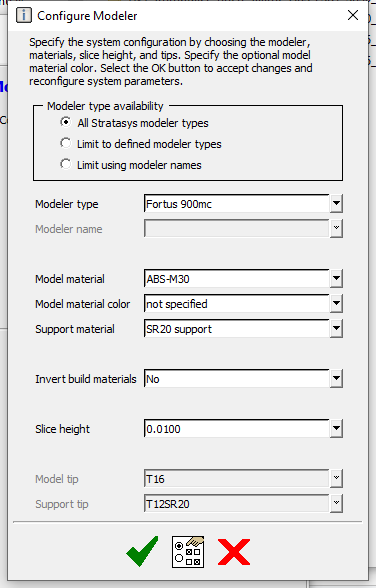 Configure Modeler
Specify the system configuration by choosing the modeler,
materials, slice height, and tips. Specify the optional model
material color. Select the OK button to accept changes and
reconfigure system parameters.
Modeler type availability
All Stratasys modeler types
Limit to defined modeler types
Limit using modeler names
Modeler type Fortus 900mc
Modeler name
Model material ABS-M30
Model material color not specified
Support material SR20 support
Invert build materials No
Slice height 0.0100
Model tip T16
Support tip T12SR20